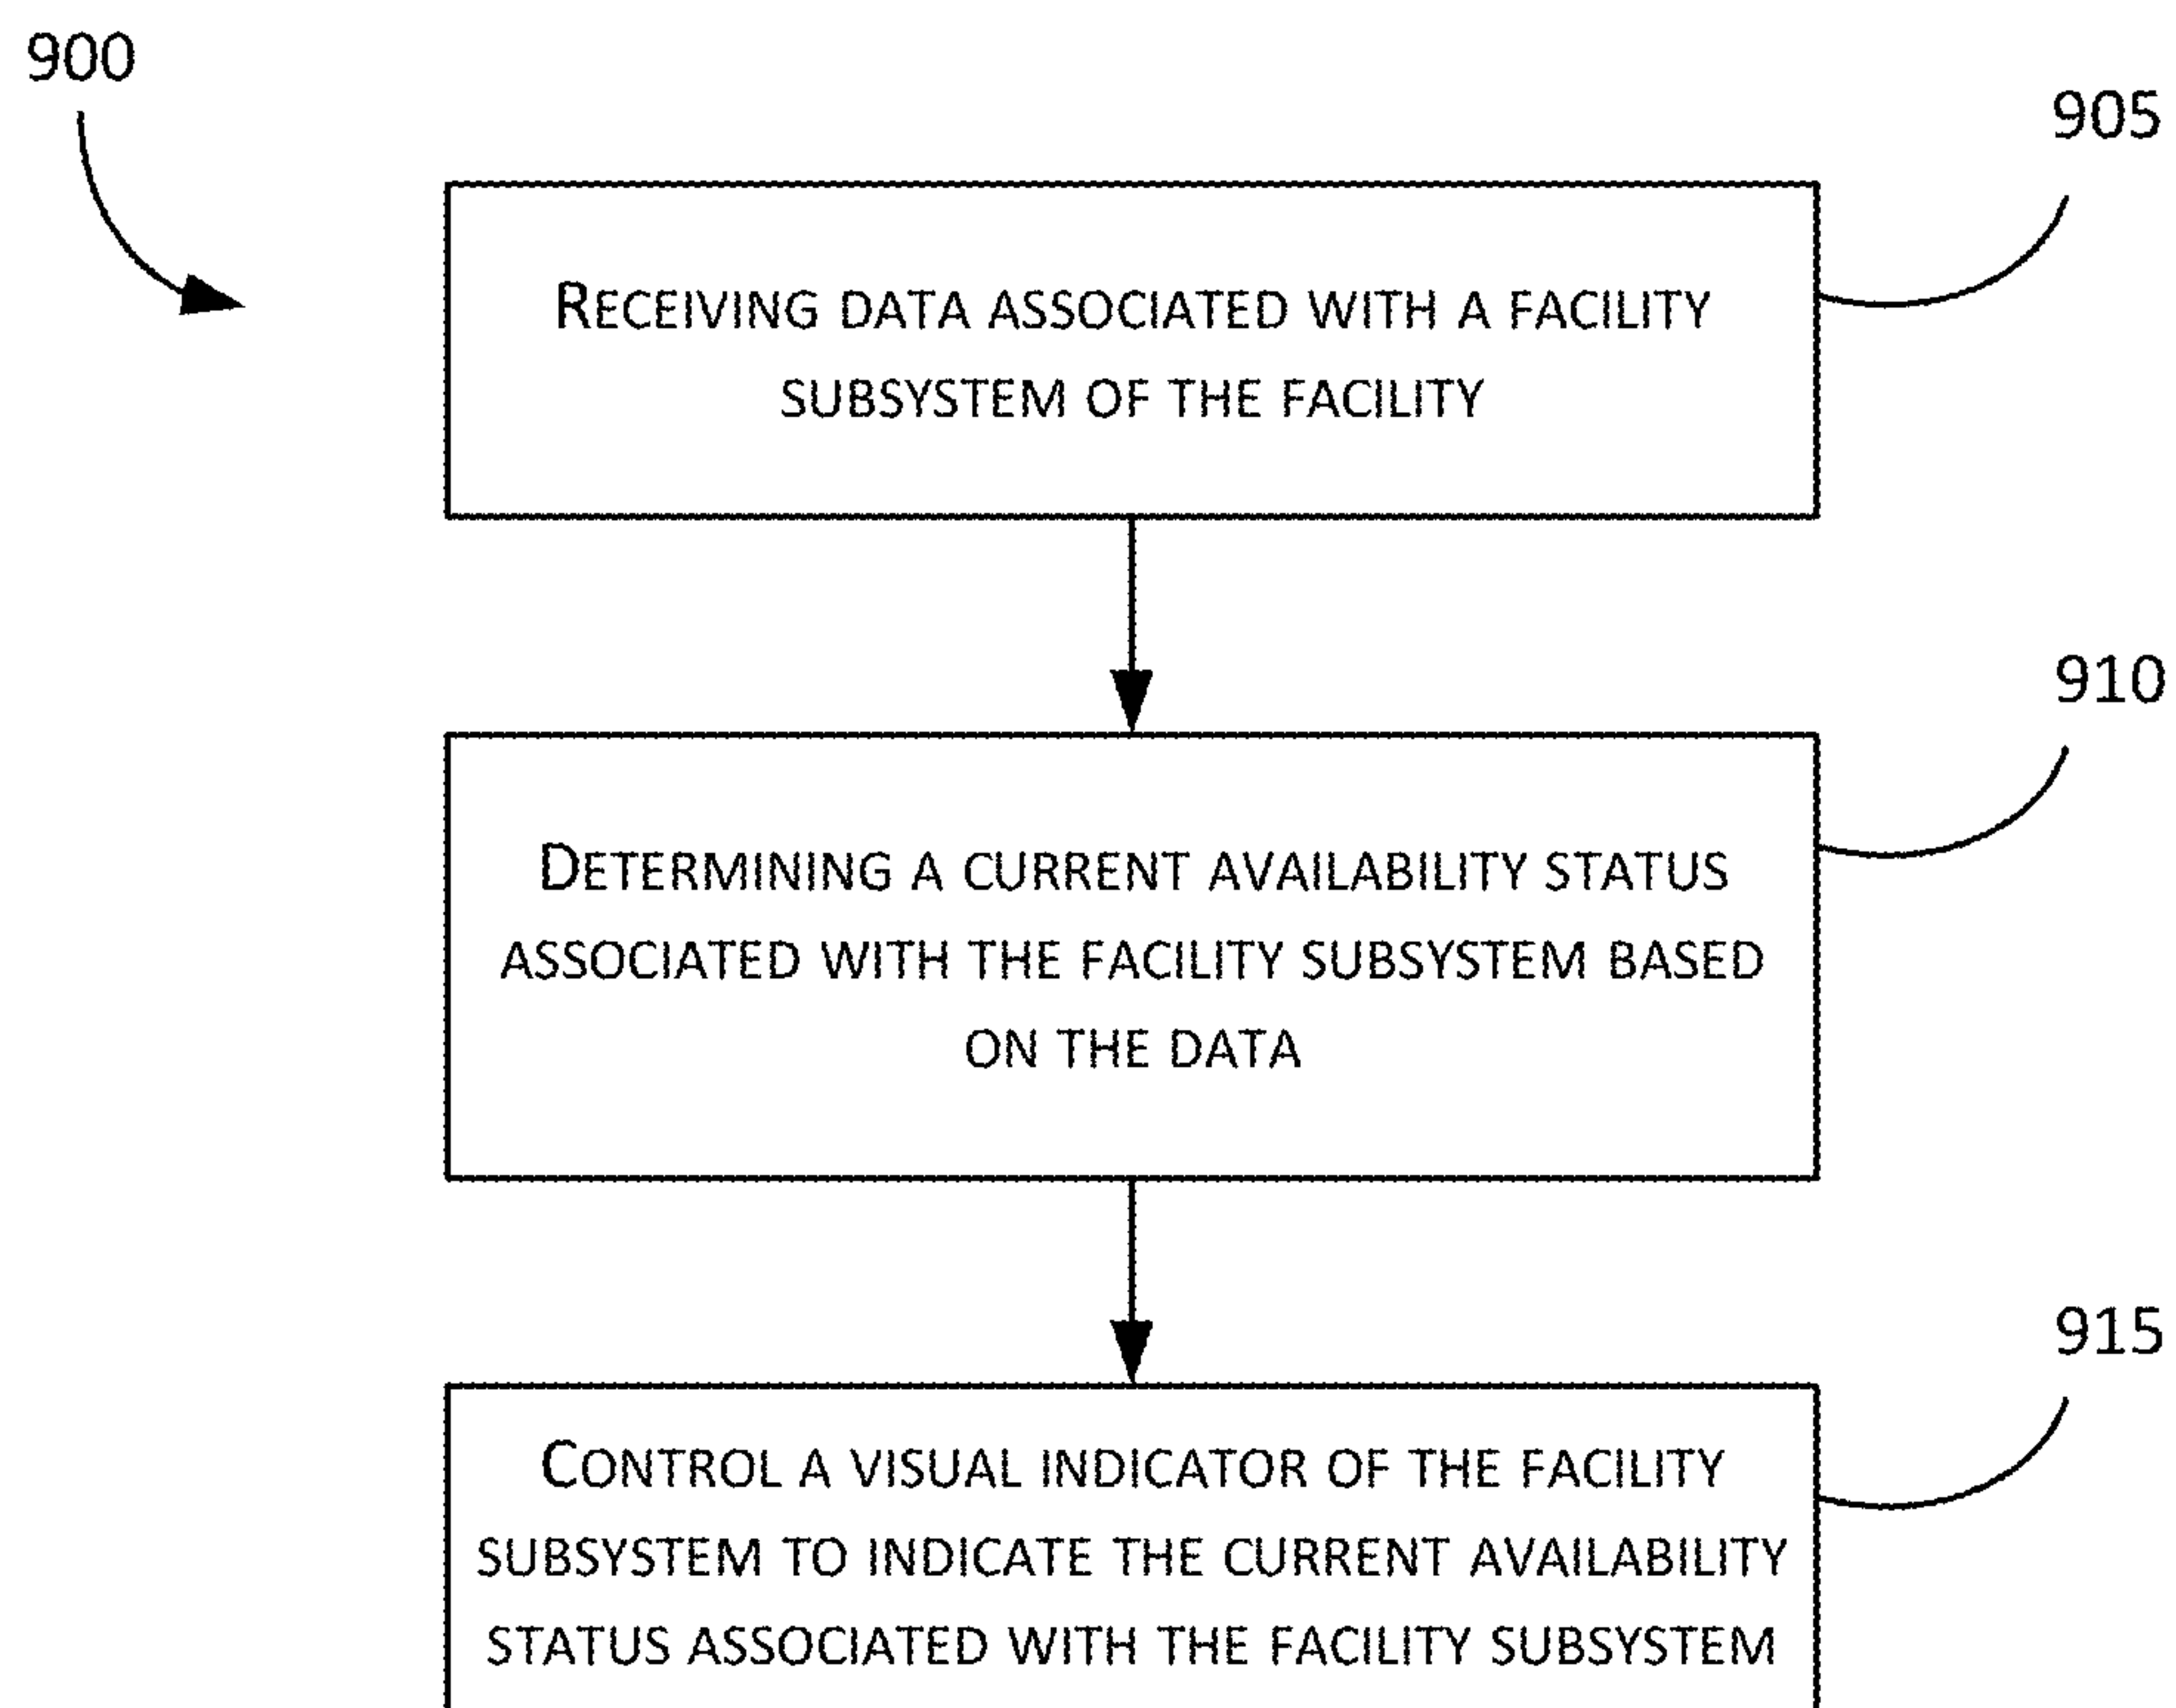 900
905
Receiving data associated with a facility
subsystem of the facility
910
Determining a current availability status
associated with the facility subsystem based
on the data
915
Control a visual indicator of the facility
subsystem to indicate the current availability
status associated with the facility subsystem